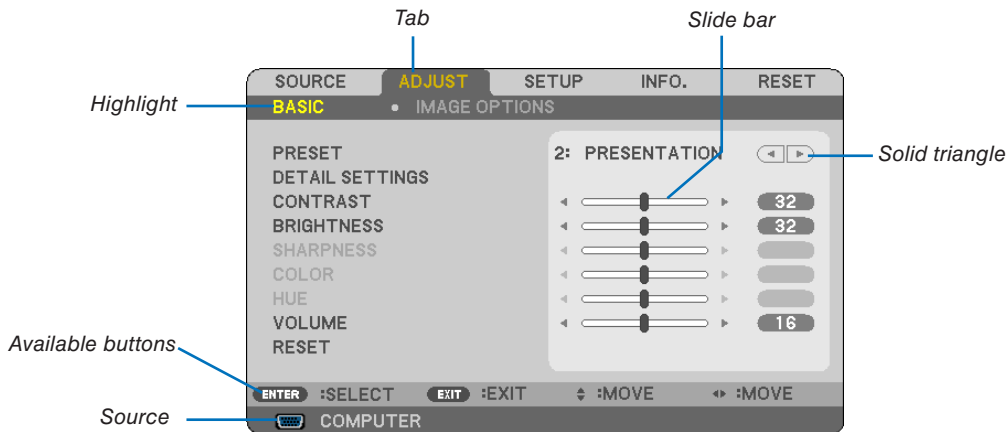 Tab
Slide bar
SOURCE ADJUST SETUP INFO. RESET
Highlight
BASIC • IMAGE OPTIONS
PRESET 2: PRESENTATION
Solid triangle
DETAIL SETTINGS
CONTRAST 32
BRIGHTNESS 32
SHARPNESS
COLOR
HUE
VOLUME 16
RESET
Available buttons
ENTER :SELECT EXIT :EXIT :MOVE :MOVE
Source
COMPUTER